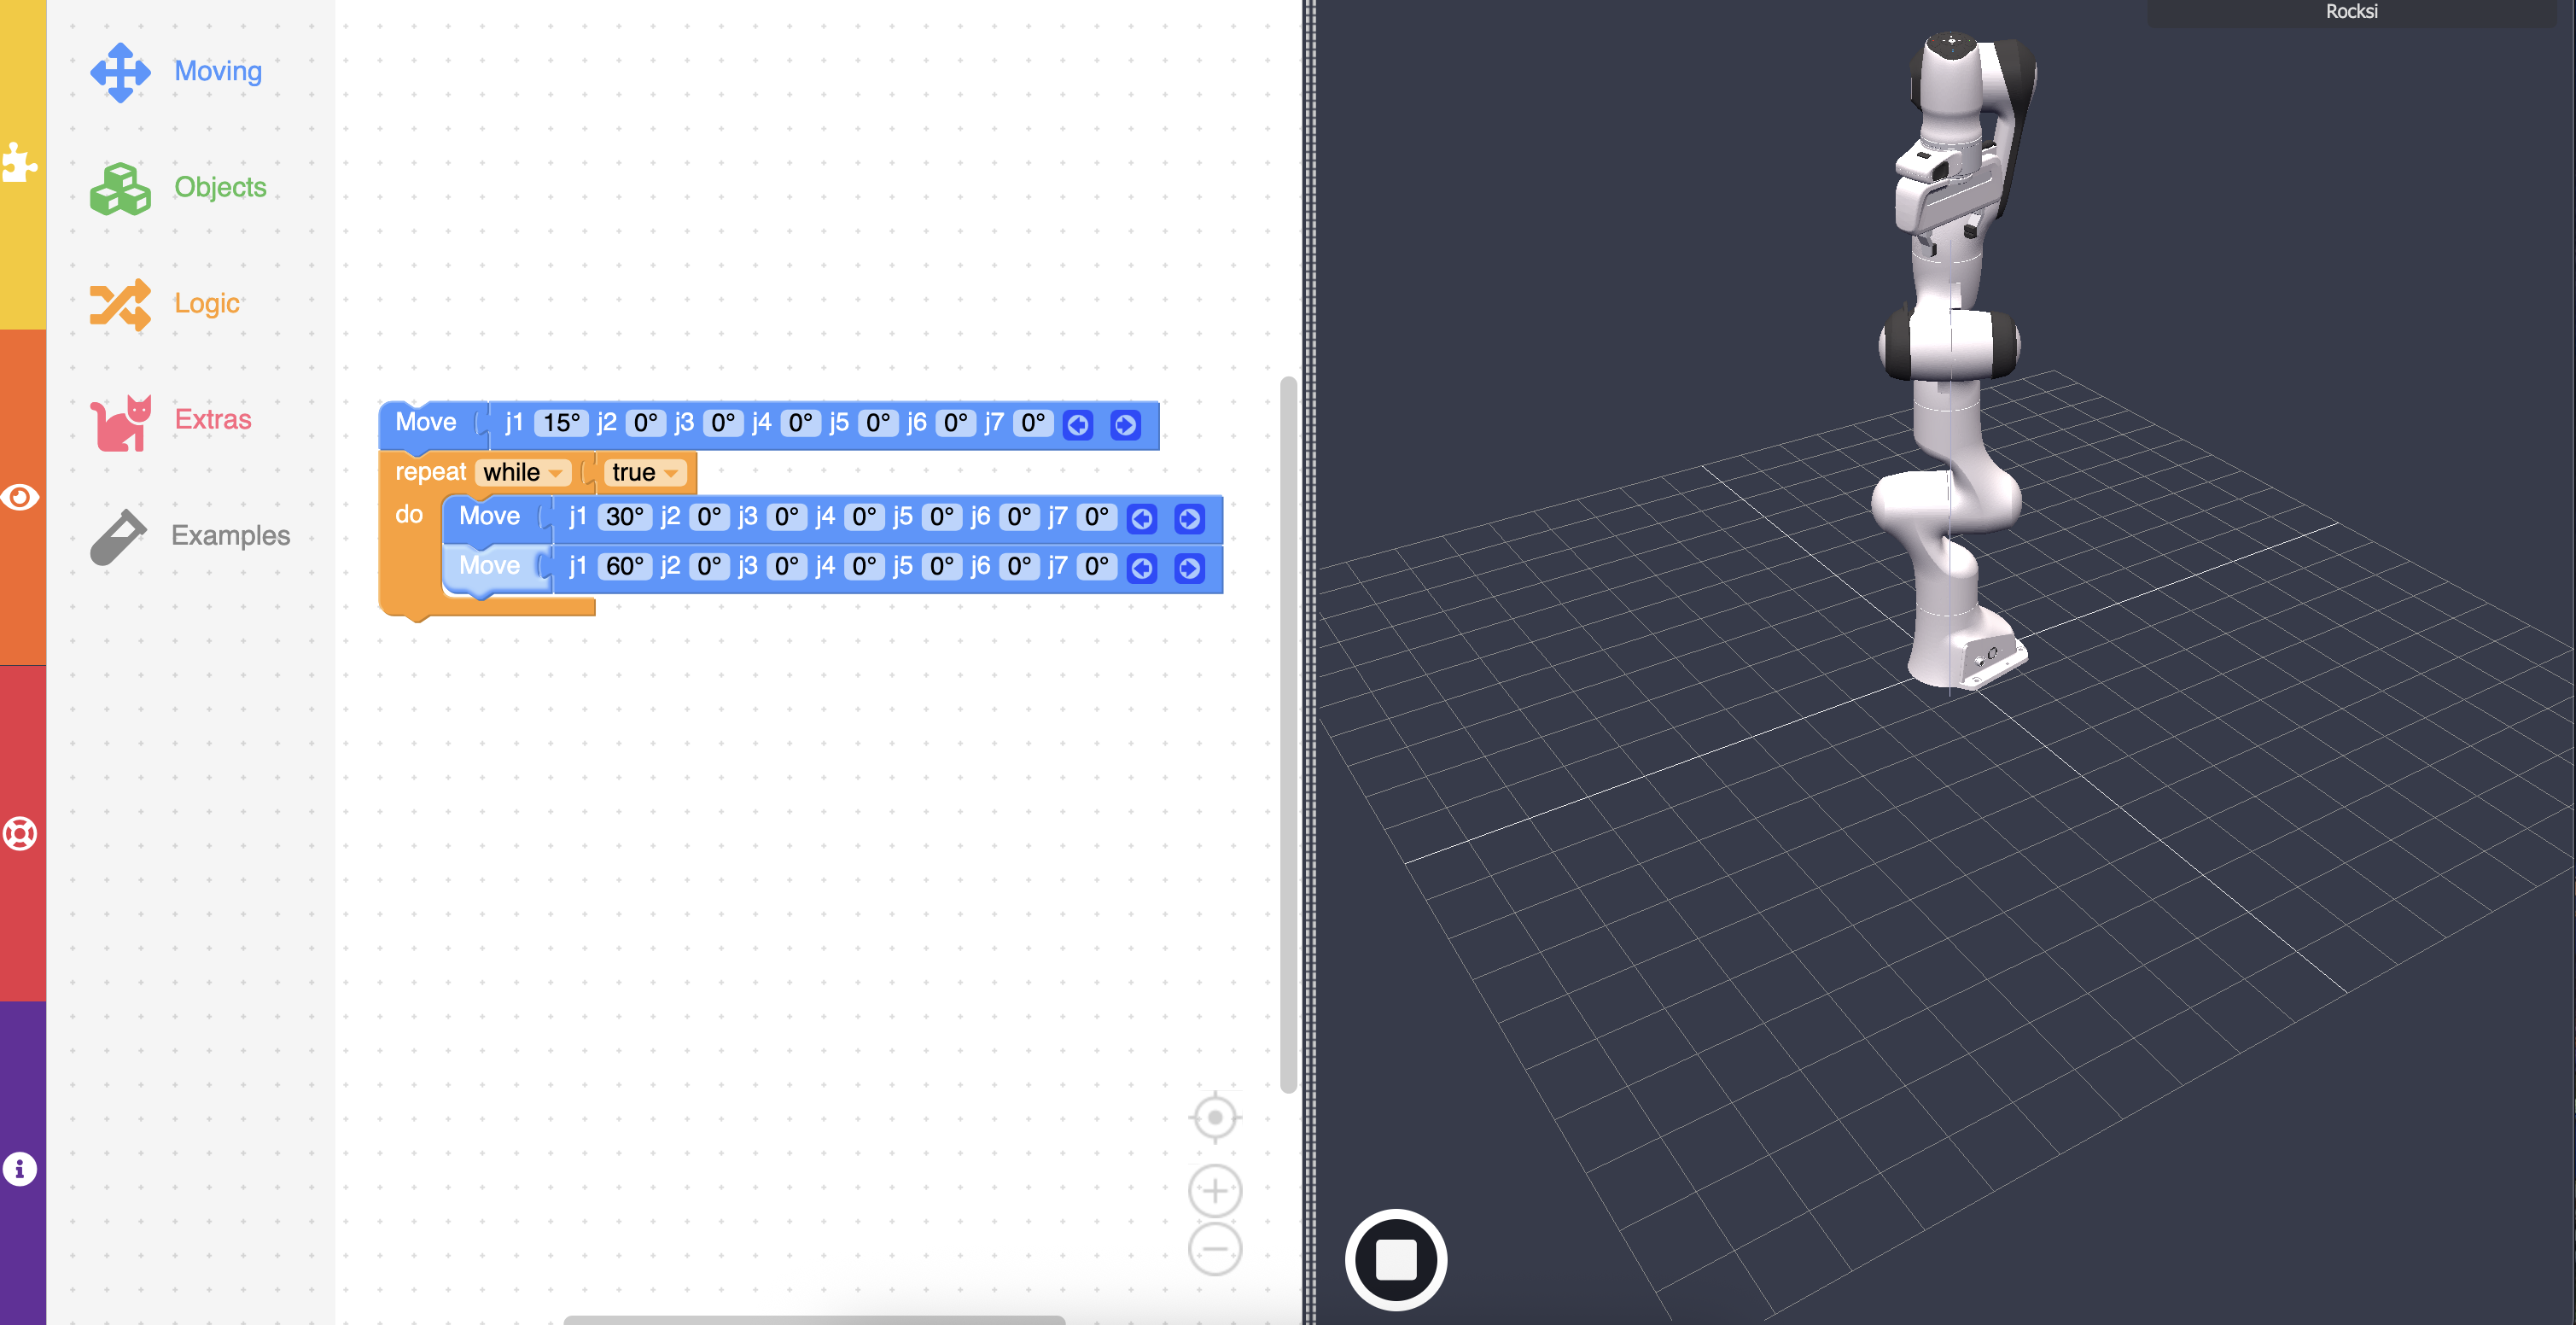 Rocksi
Moving
Objects
Logic
Extras
Examples
Move j1 15° j2 0° j3 0° j4 0° j5 0° j6 0° j7 0°
repeat while true
do Move j1 30° j2 0° j3 0° j4 0° j5 0° j6 0° j7 0°
Move j1 60° j2 0° j3 0° j4 0° j5 0° j6 0° j7 0°